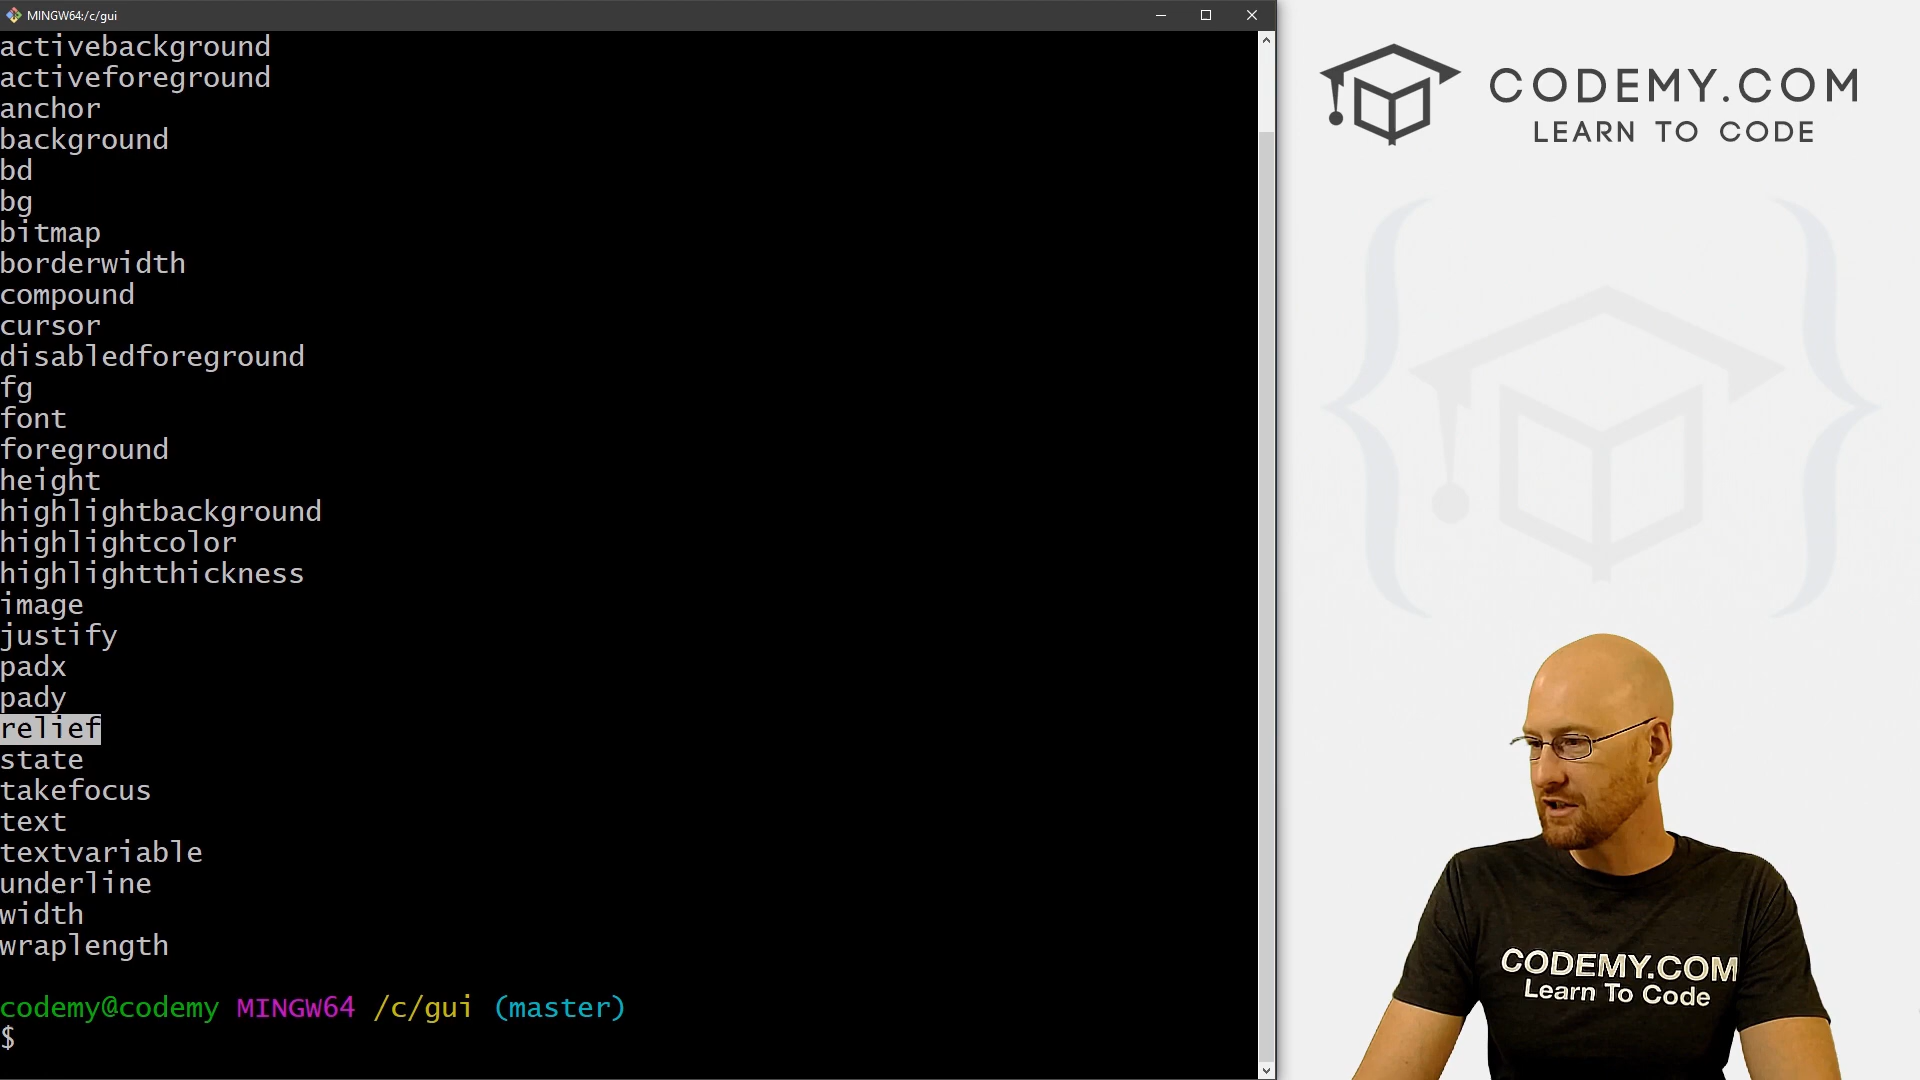 MINGW64:/c/gui
activebackground
activeforeground
anchor
background
bd
bg
bitmap
borderwidth
compound
cursor
disabledforeground
fg
font
foreground
height
highlightbackground
highlightcolor
highlightthickness
image
justify
padx
pady
relief
state
takefocus
text
textvariable
underline
width
wraplength
codemy@codemy MINGW64 /c/gui (master)
$
CODEMY.COM
LEARN TO CODE
CODEMY.COM
Learn To Code